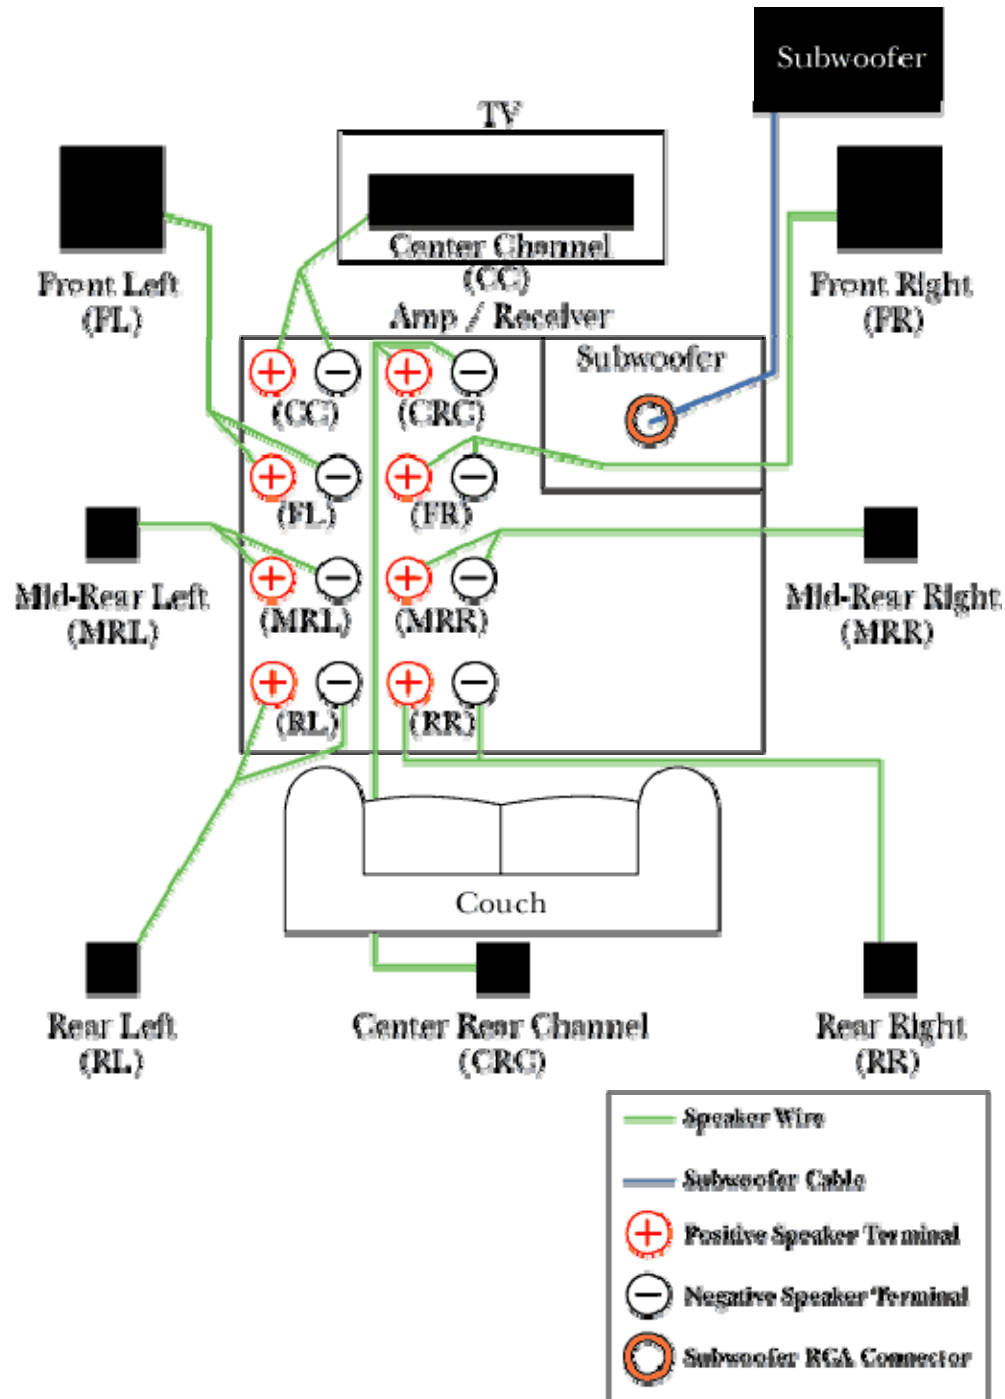 Subwoofer
TV
Center Channel
(CC)
Front Left
(FL)
Front Right
(FR)
Amp / Receiver
Subwoofer
(CC)
(CRC)
(FL)
(FR)
Mid-Rear Left
(MRL)
(MRL)
(MRR)
Mid-Rear Right
(MRR)
(RL)
(RR)
Couch
Rear Left
(RL)
Center Rear Channel
(CRC)
Rear Right
(RR)
Speaker Wire
Subwoofer Cable
Positive Speaker Terminal
Negative Speaker Terminal
Subwoofer RCA Connector